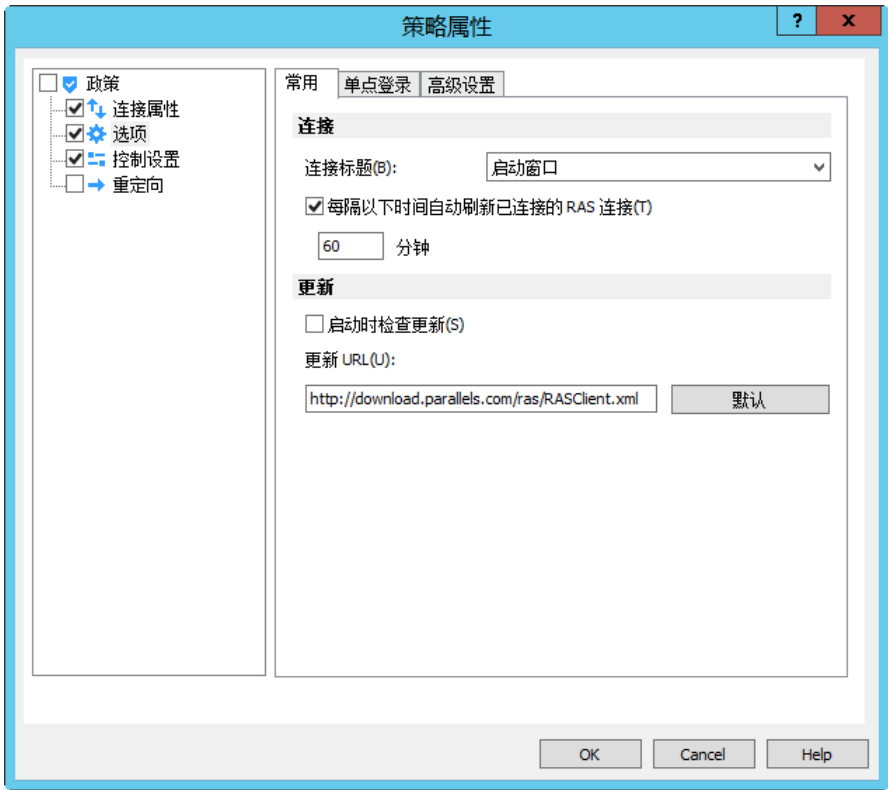 策略属性
?
x
政策
连接属性
选项
控制设置
重定向
常用 单点登录 高级设置
连接
连接标题(B): 启动窗口
每隔以下时间自动刷新已连接的 RAS 连接(T)
60 分钟
更新
启动时检查更新(S)
更新 URL(U):
http://download.parallels.com/ras/RASClient.xml 默认
OK Cancel Help